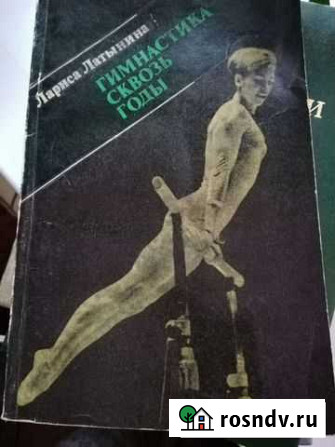 Лариса Латынина
ГИМНАСТИКА
СКВОЗЬ
ГОДЫ
И
rosndv.ru